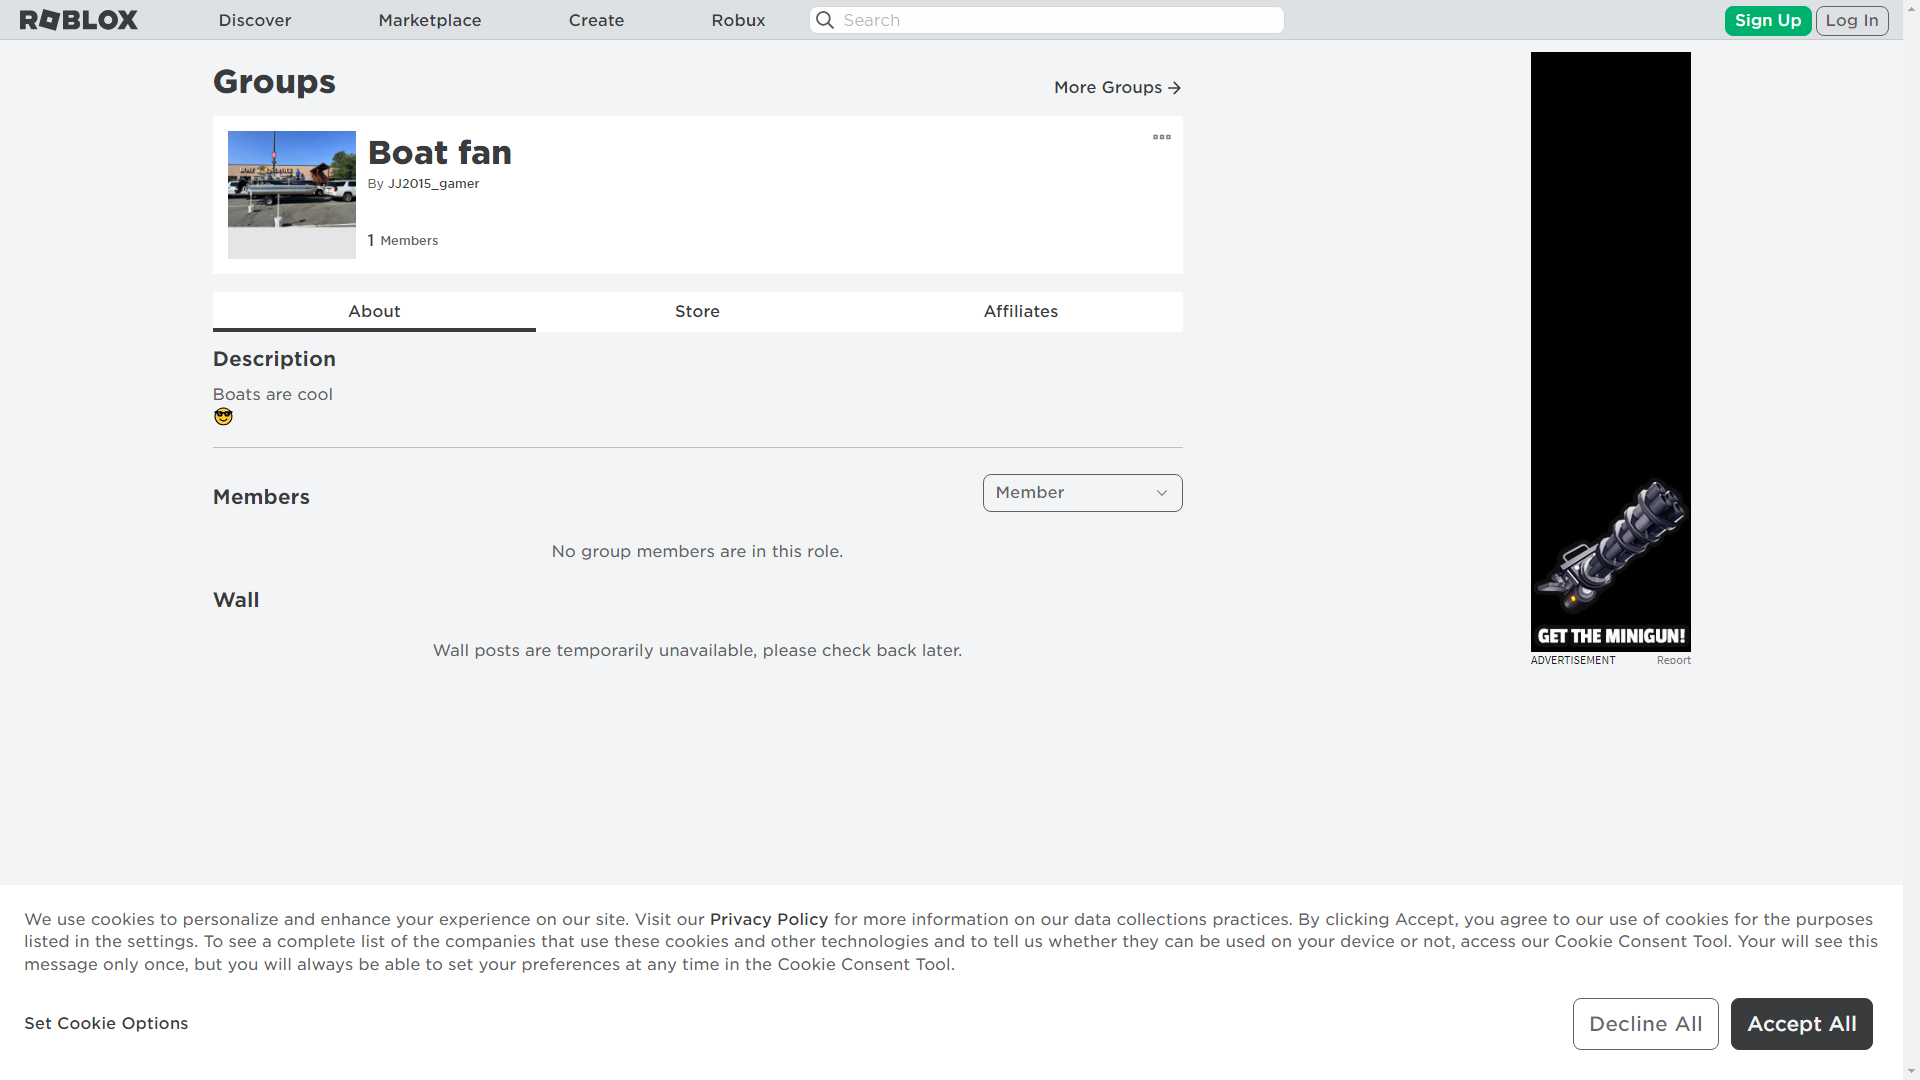 ROBLOX
Discover
Marketplace
Create
Robux
Search
Sign Up
Log In
Groups
More Groups
Boat fan
By JJ2015_gamer
1 Members
About
Store
Affiliates
Description
Boats are cool
😎
Members
Member
No group members are in this role.
Wall
Wall posts are temporarily unavailable, please check back later.
GET THE MINIGUN!
ADVERTISEMENT
Report
We use cookies to personalize and enhance your experience on our site. Visit our Privacy Policy for more information on our data collections practices. By clicking Accept, you agree to our use of cookies for the purposes
listed in the settings. To see a complete list of the companies that use these cookies and other technologies and to tell us whether they can be used on your device or not, access our Cookie Consent Tool. Your will see this
message only once, but you will always be able to set your preferences at any time in the Cookie Consent Tool.
Set Cookie Options
Decline All
Accept All